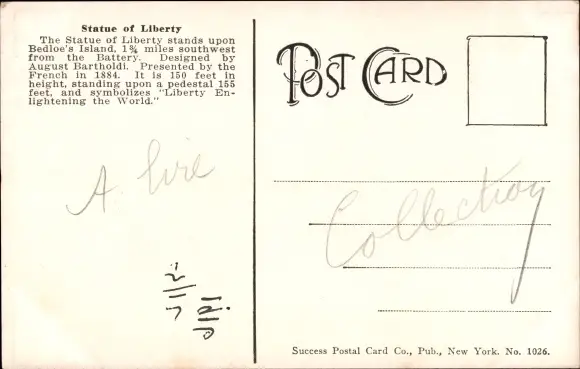 Statue of Liberty
The Statue of Liberty stands upon
Bedloe's Island, 1¾ miles southwest
from the Battery. Designed by
August Bartholdi. Presented by the
French in 1884. It is 150 feet in
height, standing upon a pedestal 155
feet, and symbolizes "Liberty En-
lightening the World."
POST CARD
A
Collection
Success Postal Card Co., Pub., New York. No. 1026.